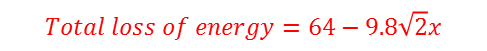 Total loss of energy = 64 − 9.8√2x